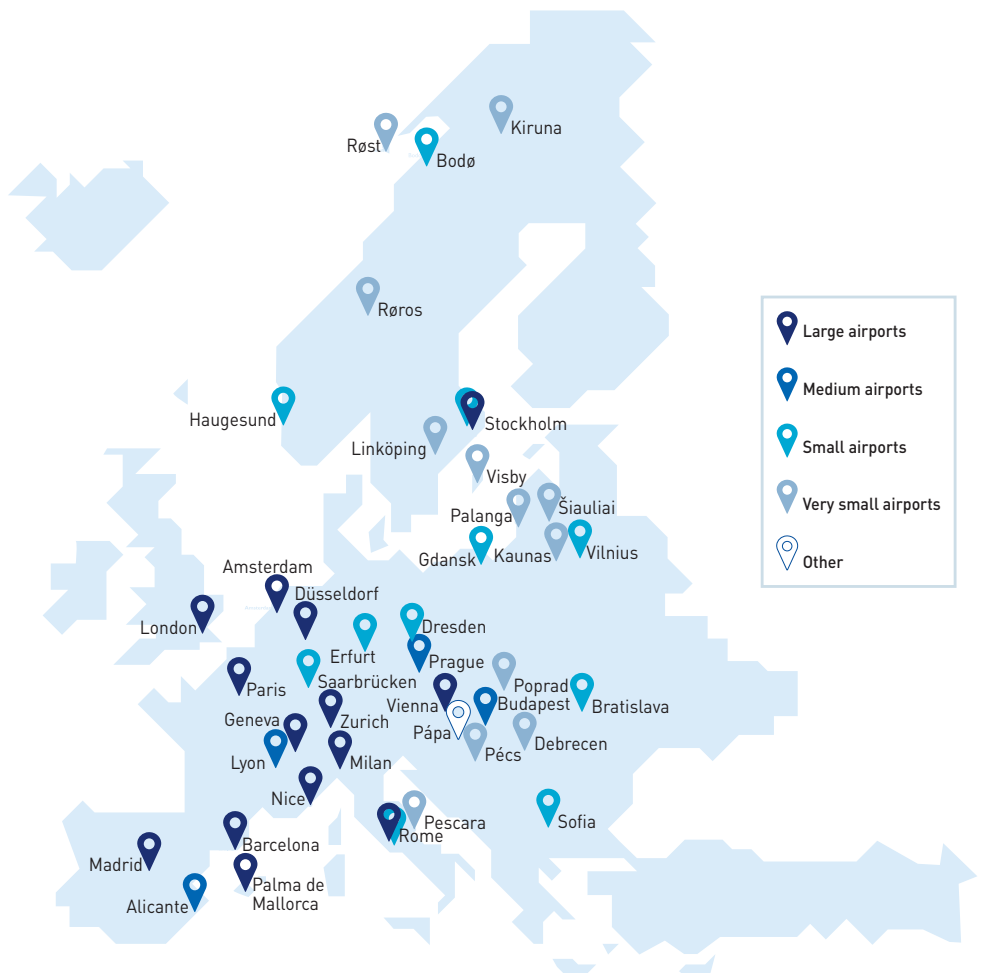 Kiruna
Røst
Bodø
Røros
Haugesund
Stockholm
Linköping
Visby
Palanga
Šiauliai
Gdansk
Kaunas
Vilnius
Amsterdam
Düsseldorf
London
Dresden
Erfurt
Prague
Saarbrücken
Paris
Poprad
Vienna
Budapest
Bratislava
Geneva
Zurich
Pápa
Debrecen
Lyon
Milan
Pécs
Nice
Pescara
Sofia
Rome
Barcelona
Madrid
Palma de
Mallorca
Alicante
Large airports
Medium airports
Small airports
Very small airports
Other